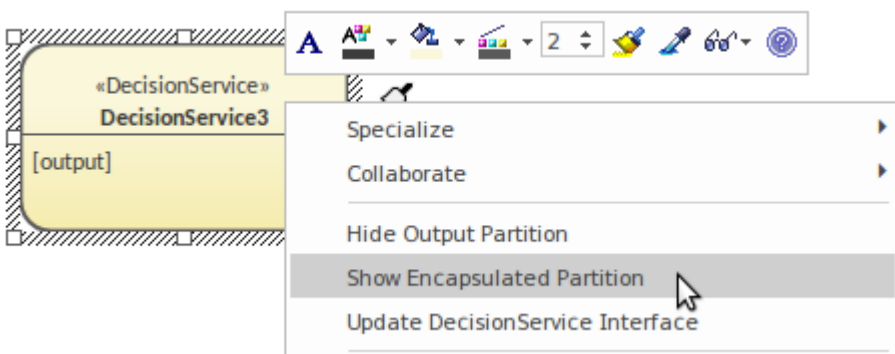 A A 2
«DecisionService»
DecisionService3
[output]
Specialize
Collaborate
Hide Output Partition
Show Encapsulated Partition
Update DecisionService Interface